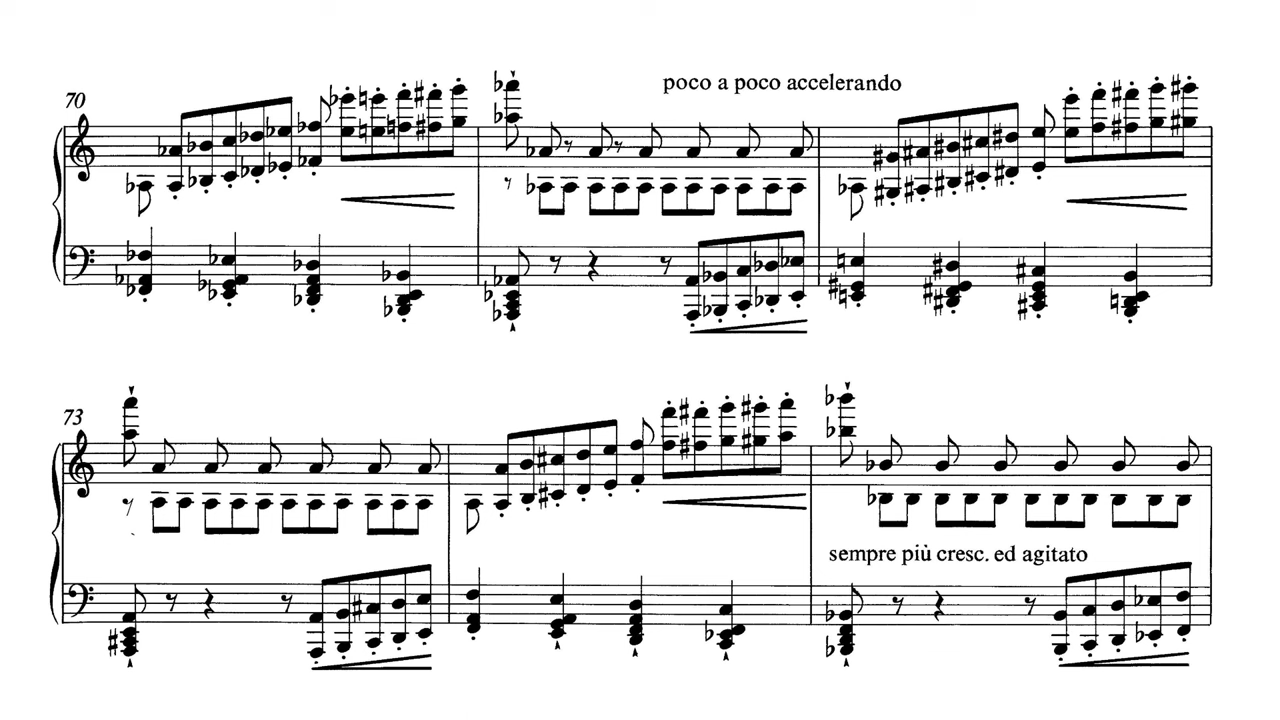 70
poco a poco accelerando
73
sempre più cresc. ed agitato